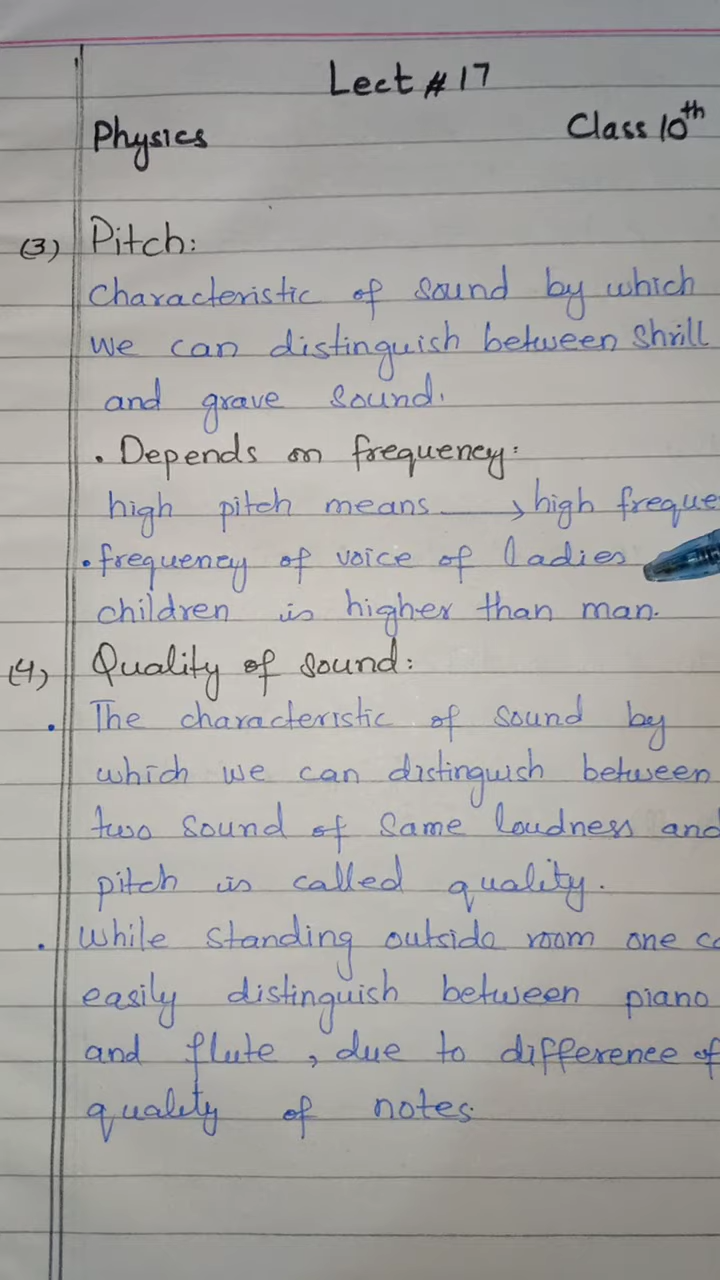 Lect # 17
Physics Class 10th
(3) Pitch:
Characteristic of sound by which
we can distinguish between Shrill
and grave sound.
. Depends on frequency:
high pitch means → high freque
. frequency of voice of ladies
children is higher than man.
(4) Quality of sound:
. The characteristic of sound by
which we can distinguish between
two sound of same loudness and
pitch is called quality.
. While standing outside room one ca
easily distinguish between piano
and flute, due to difference of
quality of notes.